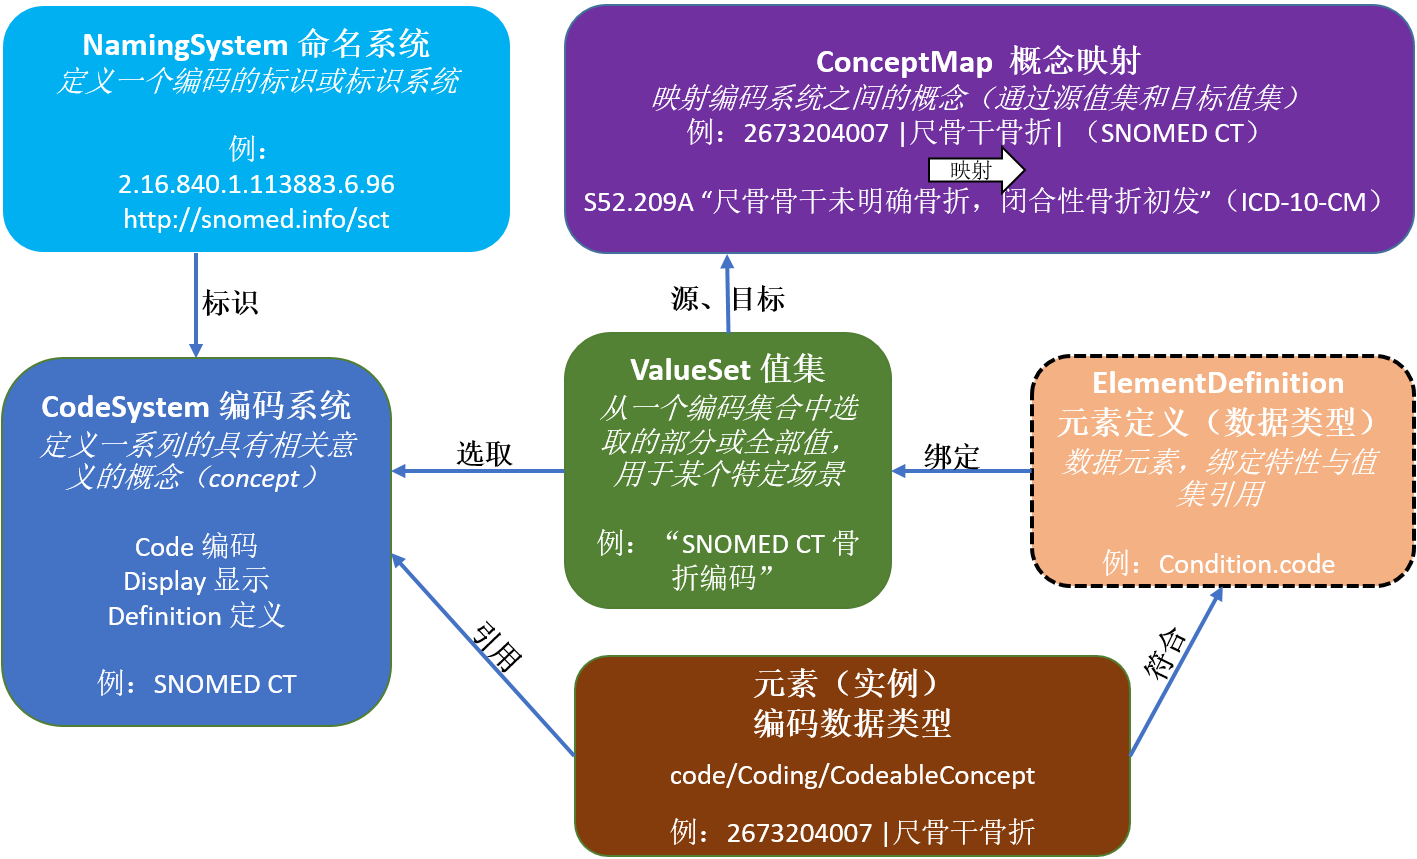 NamingSystem 命名系统
定义一个编码的标识或标识系统
例：
2.16.840.1.113883.6.96
http://snomed.info/sct
ConceptMap 概念映射
映射编码系统之间的概念（通过源值集和目标值集）
例：2673204007 |尺骨干骨折| （SNOMED CT）
映射
S52.209A “尺骨骨干未明确骨折，闭合性骨折初发”（ICD-10-CM）
标识
源、目标
CodeSystem 编码系统
定义一系列的具有相关意
义的概念（concept）
Code 编码
Display 显示
Definition 定义
例：SNOMED CT
选取
ValueSet 值集
从一个编码集合中选
取的部分或全部值，
用于某个特定场景
例：“SNOMED CT 骨
折编码”
绑定
ElementDefinition
元素定义（数据类型）
数据元素，绑定特性与值
集引用
例：Condition.code
引用
符合
元素（实例）
编码数据类型
code/Coding/CodeableConcept
例：2673204007 |尺骨干骨折